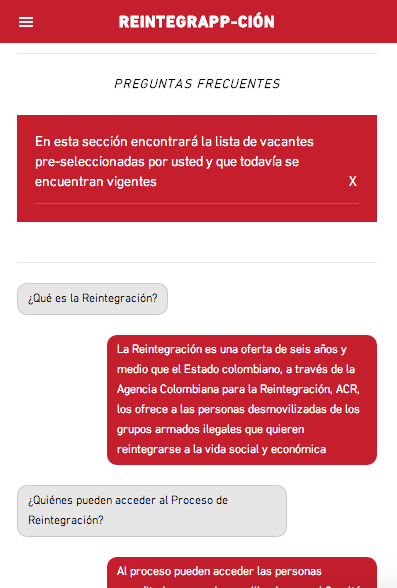 REINTEGRAPP-CIÓN
PREGUNTAS FRECUENTES
En esta sección encontrará la lista de vacantes
pre-seleccionadas por usted y que todavía se
encuentran vigentes X
¿Qué es la Reintegración?
La Reintegración es una oferta de seis años y
medio que el Estado colombiano, a través de la
Agencia Colombiana para la Reintegración, ACR,
los ofrece a las personas desmovilizadas de los
grupos armados ilegales que quieren
reintegrarse a la vida social y económica
¿Quiénes pueden acceder al Proceso de
Reintegración?
Al proceso pueden acceder las personas